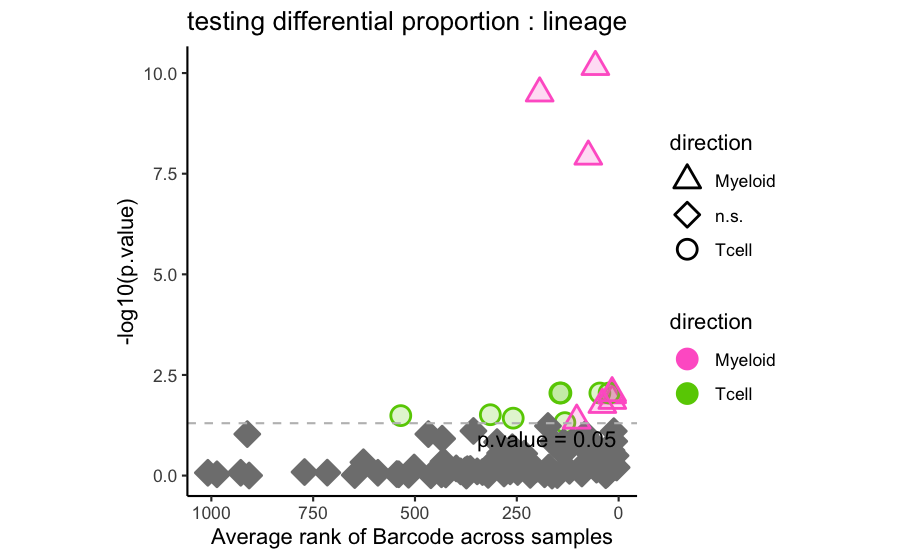 testing differential proportion : lineage
-log10(p.value)
10.0
7.5
5.0
2.5
0.0
p.value = 0.05
1000 750 500 250 0
Average rank of Barcode across samples
direction
Myeloid
n.s.
Tcell
direction
Myeloid
Tcell